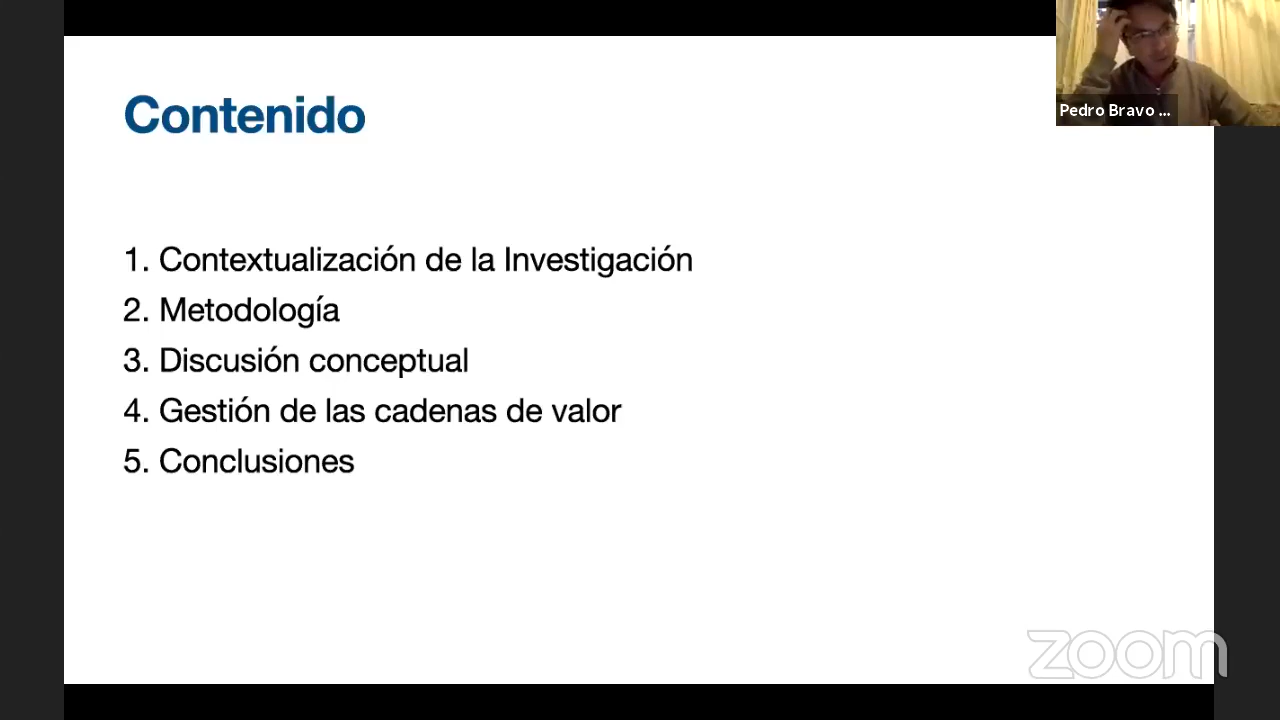 Contenido
Pedro Bravo ...
1. Contextualización de la Investigación
2. Metodología
3. Discusión conceptual
4. Gestión de las cadenas de valor
5. Conclusiones
zoom